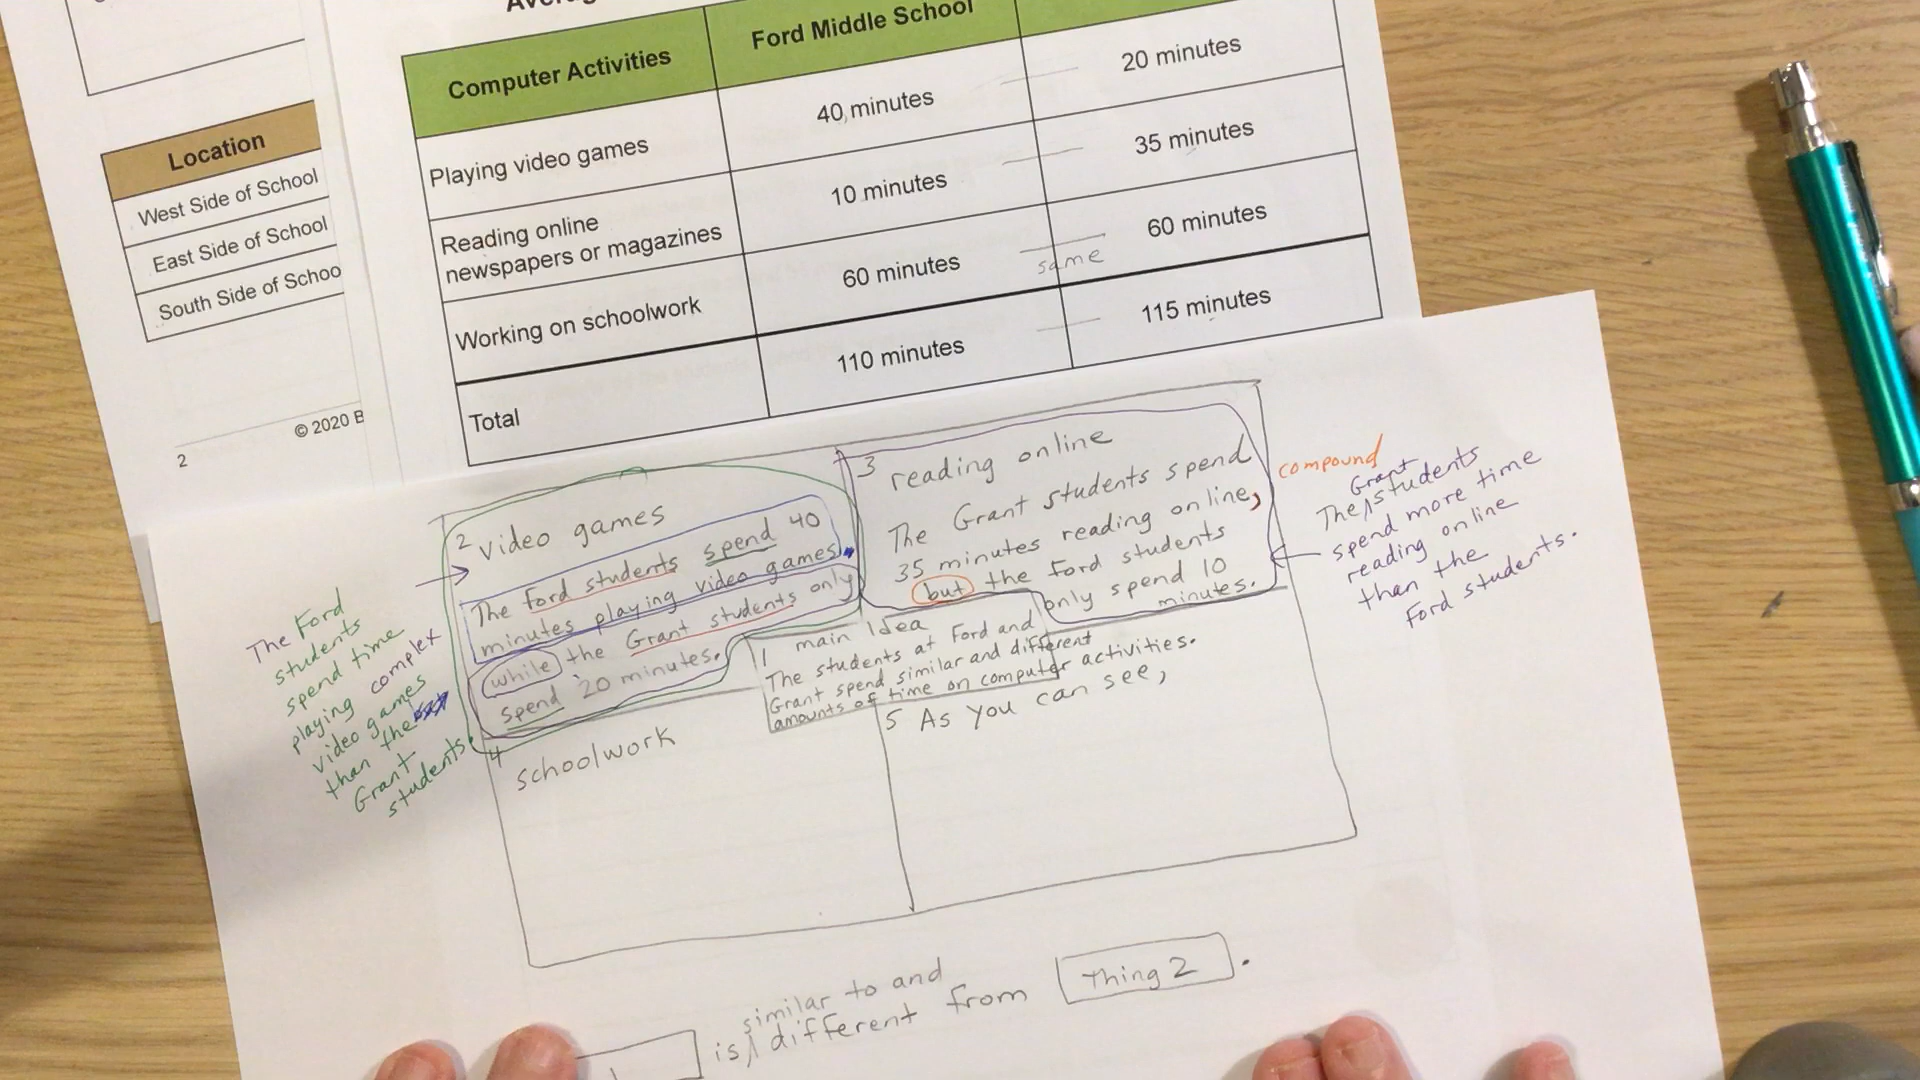 Computer Activities
Ford Middle School
Playing video games
40 minutes
20 minutes
Reading online
newspapers or magazines
10 minutes
35 minutes
Working on schoolwork
60 minutes
same
60 minutes
Total
110 minutes
115 minutes
Location
West Side of School
East Side of School
South Side of Schoo
© 2020 B
2
2 video games
The Ford students spend 40
minutes playing video games.
while the Grant students only
spend 20 minutes.
The Ford
students
spend time
playing
video games
than the
Grant
students.
complex
3
reading online
The Grant students spend
35 minutes reading online,
but the Ford students
only spend 10
minutes.
compound
Grant
The students
spend more time
reading online
than the
Ford students.
1 main Idea
The students at Ford and
Grant spend similar and different
amounts of time on computer activities.
4
schoolwork
5 As you can see,
similar to and
is different from Thing 2.